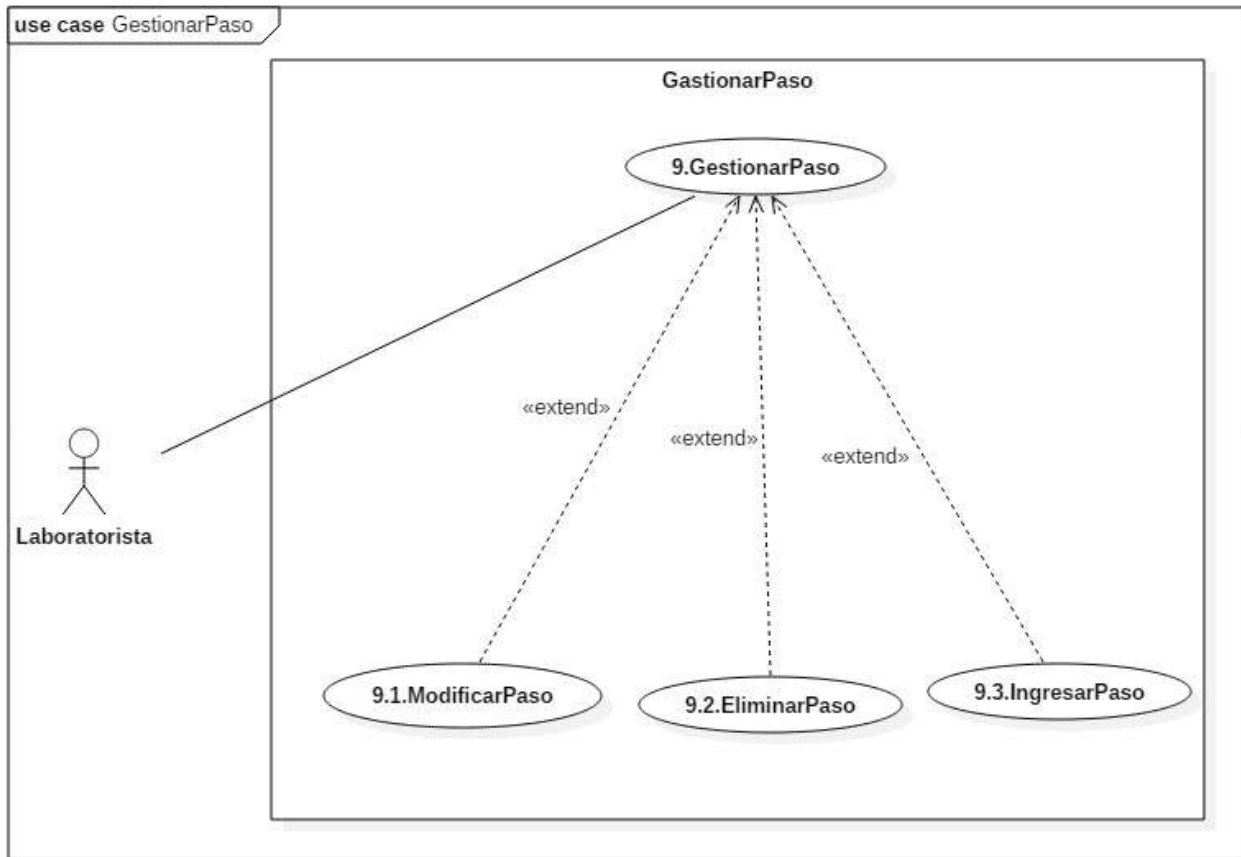 use case GestionarPaso
GastionarPaso
9.GestionarPaso
«extend»
«extend»
«extend»
Laboratorista
9.1.ModificarPaso
9.2.EliminarPaso
9.3.IngresarPaso